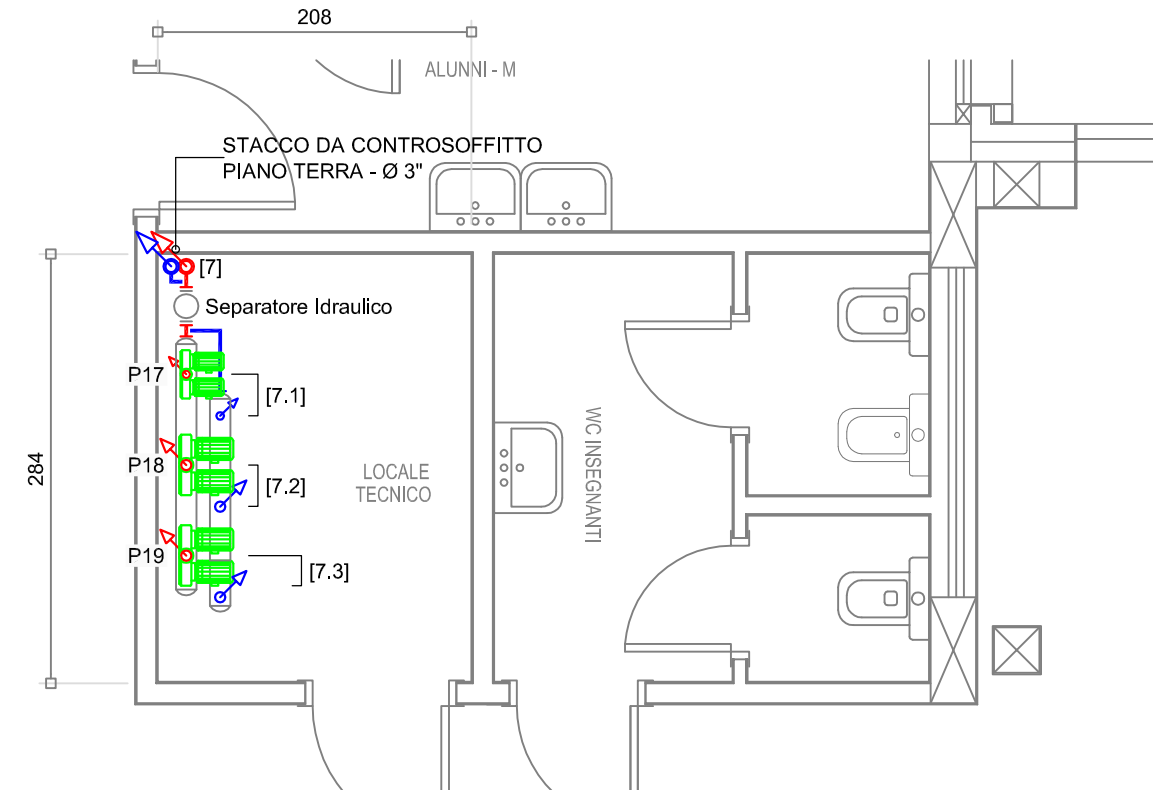 208
ALUNNI - M
STACCO DA CONTROSOFFITTO
PIANO TERRA - Ø 3"
[7]
Separatore Idraulico
P17
[7.1]
P18
[7.2]
P19
[7.3]
284
LOCALE
TECNICO
WC INSEGNANTI